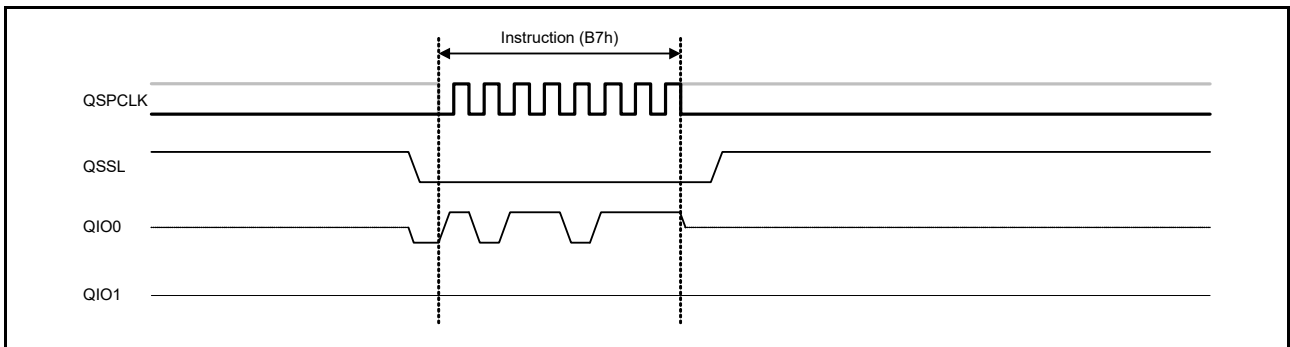 Instruction (B7h)
QSPCLK
QSSL
QIO0
QIO1